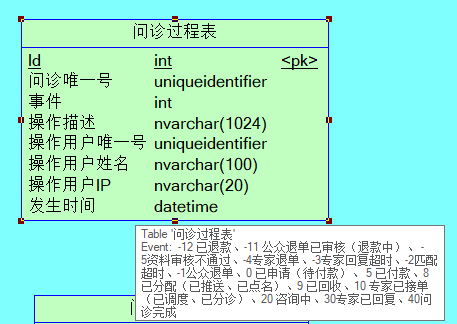 问诊过程表
Id int <pk>
问诊唯一号 uniqueidentifier
事件 int
操作描述 nvarchar(1024)
操作用户唯一号 uniqueidentifier
操作用户姓名 nvarchar(100)
操作用户IP nvarchar(20)
发生时间 datetime
Table '问诊过程表'
Event: -12 已退款、-11 公众退单已审核（退款中）、-
5资料审核不通过、-4专家退单、-3专家回复超时、-2匹配
超时、-1公众退单、0 已申请（待付款）、 5 已付款、8
已分配（已推送、已点名）、9 已回收、10 专家已接单
（已调度、已分诊）、20 咨询中、30专家已回复、40问
诊完成